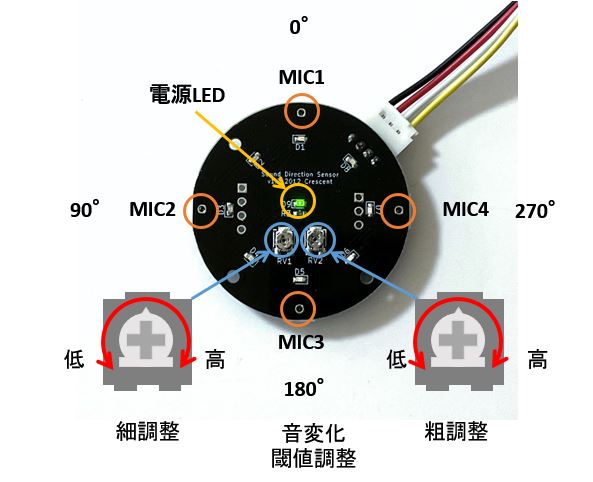 0°
MIC1
電源LED
D1
D8
Sound Direction Sensor
2012 Crescent
D9
90°
MIC2
MIC4
270°
RV1
RV2
D5
MIC3
低
高
低
高
180°
細調整
音変化
閾値調整
粗調整